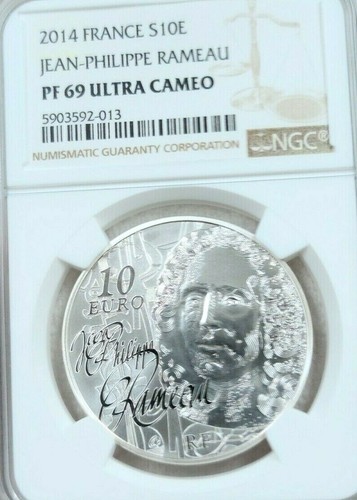 2014 FRANCE S10E
JEAN-PHILIPPE RAMEAU
PF 69 ULTRA CAMEO
5903592-013
NUMISMATIC GUARANTY CORPORATION
NGC®
10
EURO
Jean
Philippe
Rameau
RF